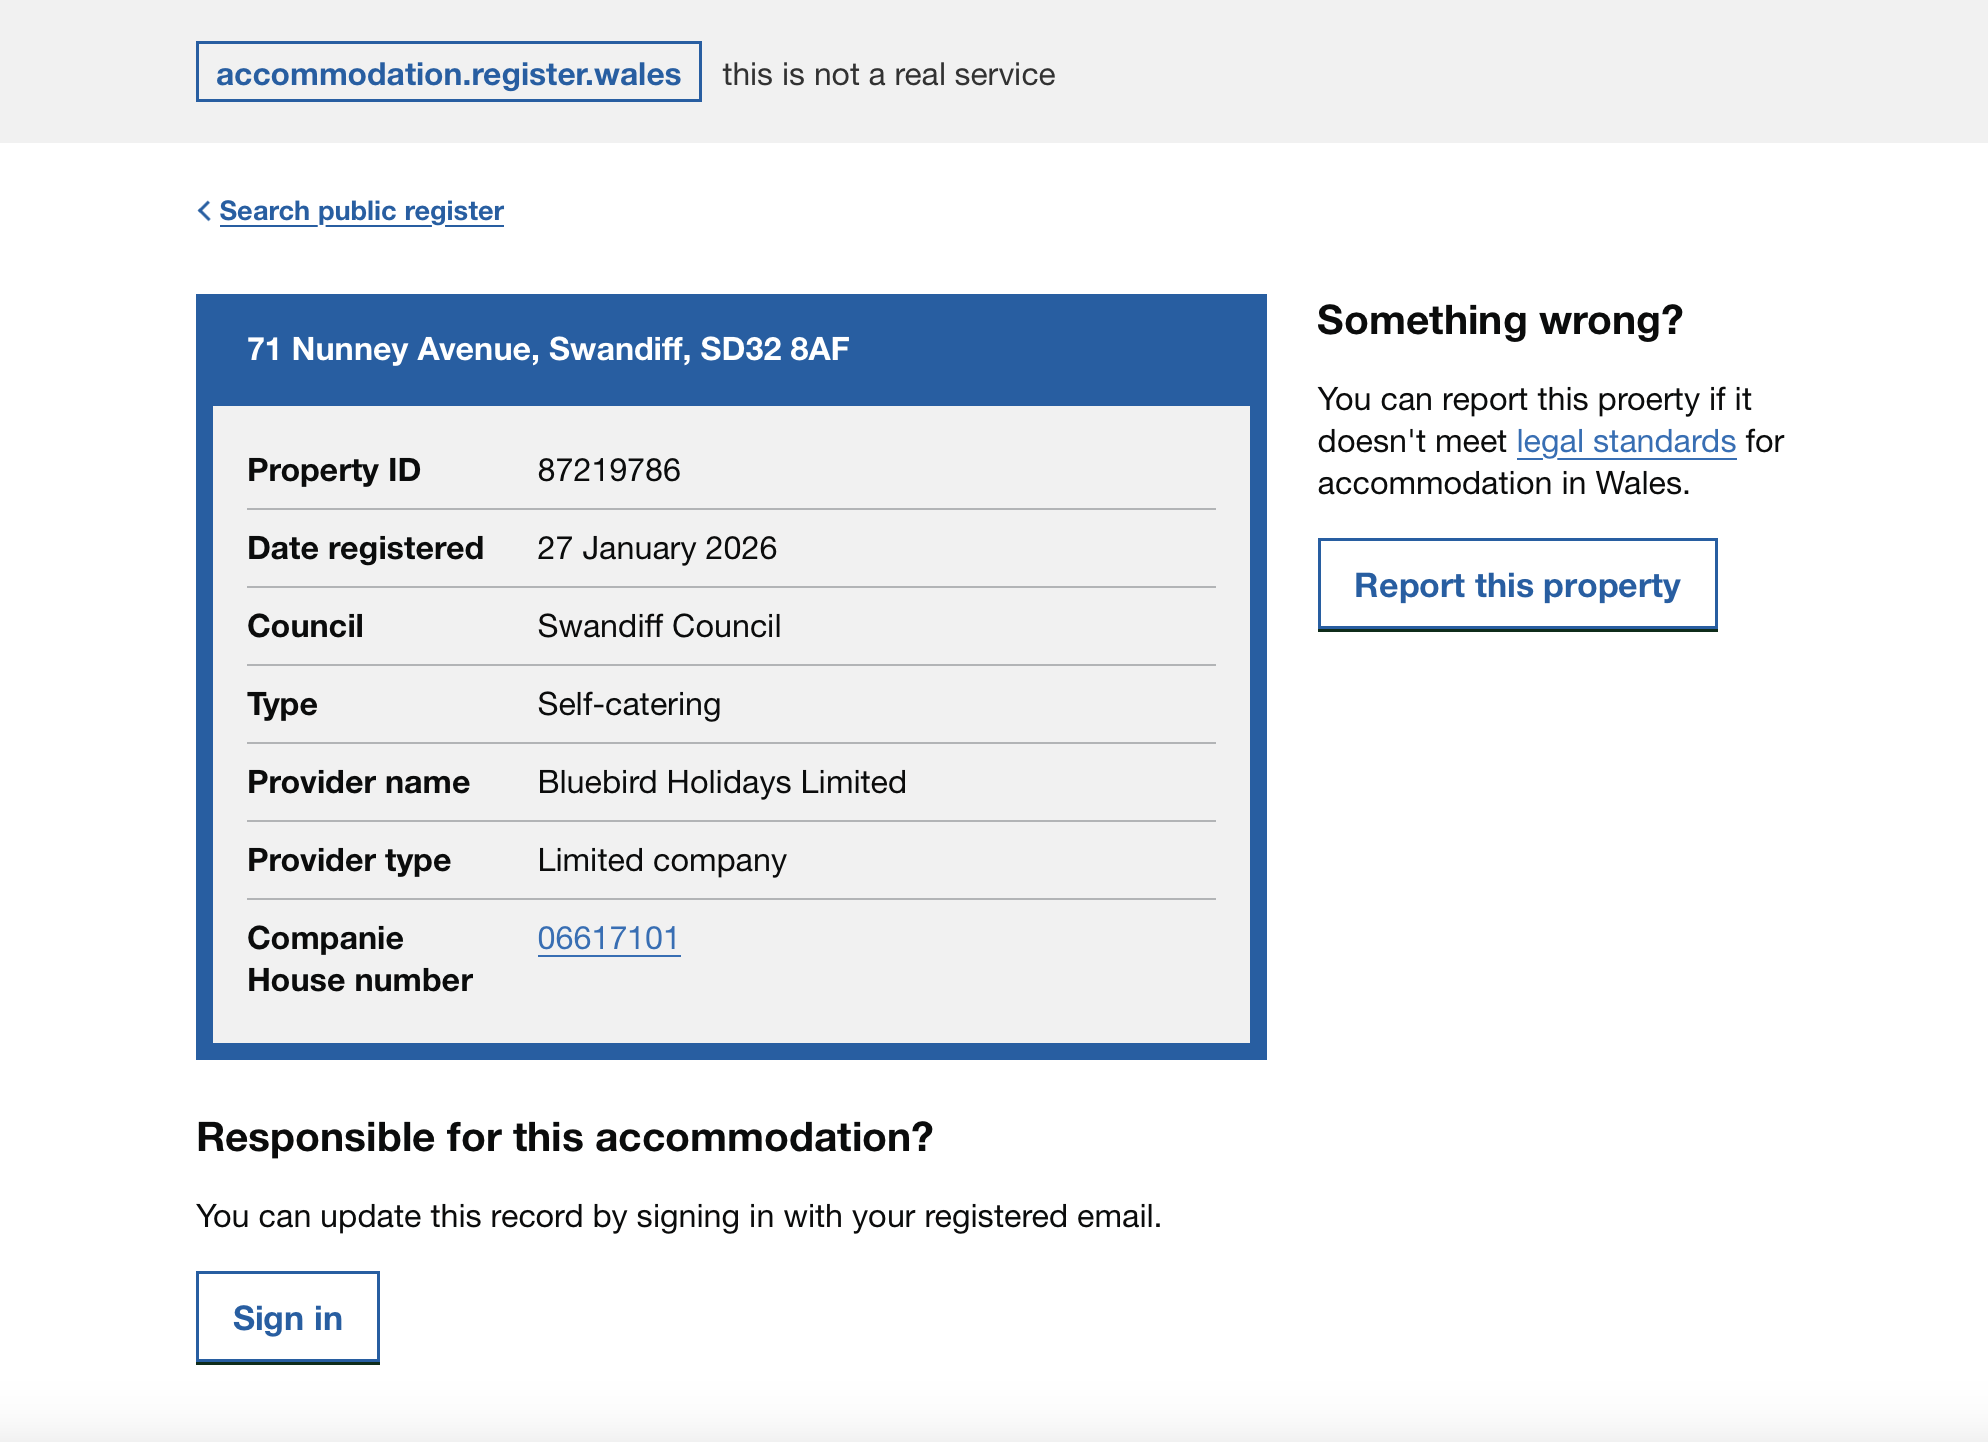 accommodation.register.wales this is not a real service
Search public register
71 Nunney Avenue, Swandiff, SD32 8AF
Property ID 87219786
Date registered 27 January 2026
Council Swandiff Council
Type Self-catering
Provider name Bluebird Holidays Limited
Provider type Limited company
Companie 06617101
House number
Something wrong?
You can report this proerty if it
doesn't meet legal standards for
accommodation in Wales.
Report this property
Responsible for this accommodation?
You can update this record by signing in with your registered email.
Sign in